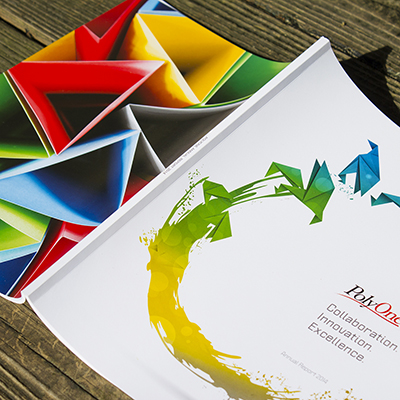 PolyOne
Collaboration.
Innovation.
Excellence.
Annual Report 2014